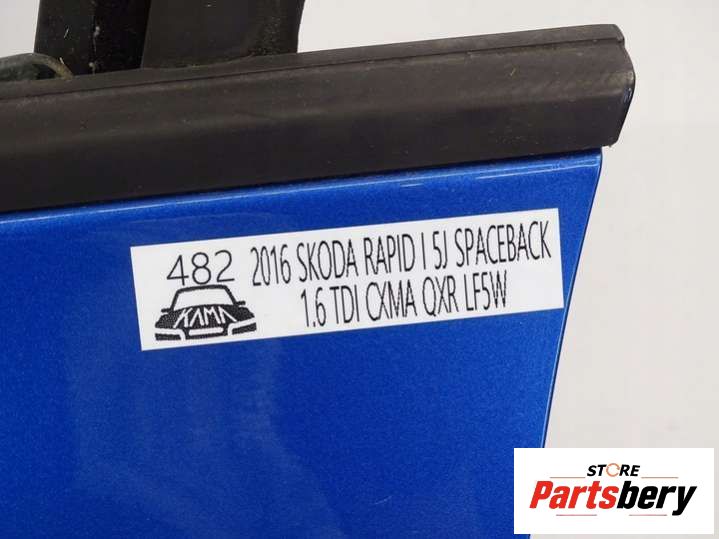 482 2016 SKODA RAPID I 5J SPACEBACK
KAMA 1.6 TDI CXMA QXR LF5W
STORE
Partsbery